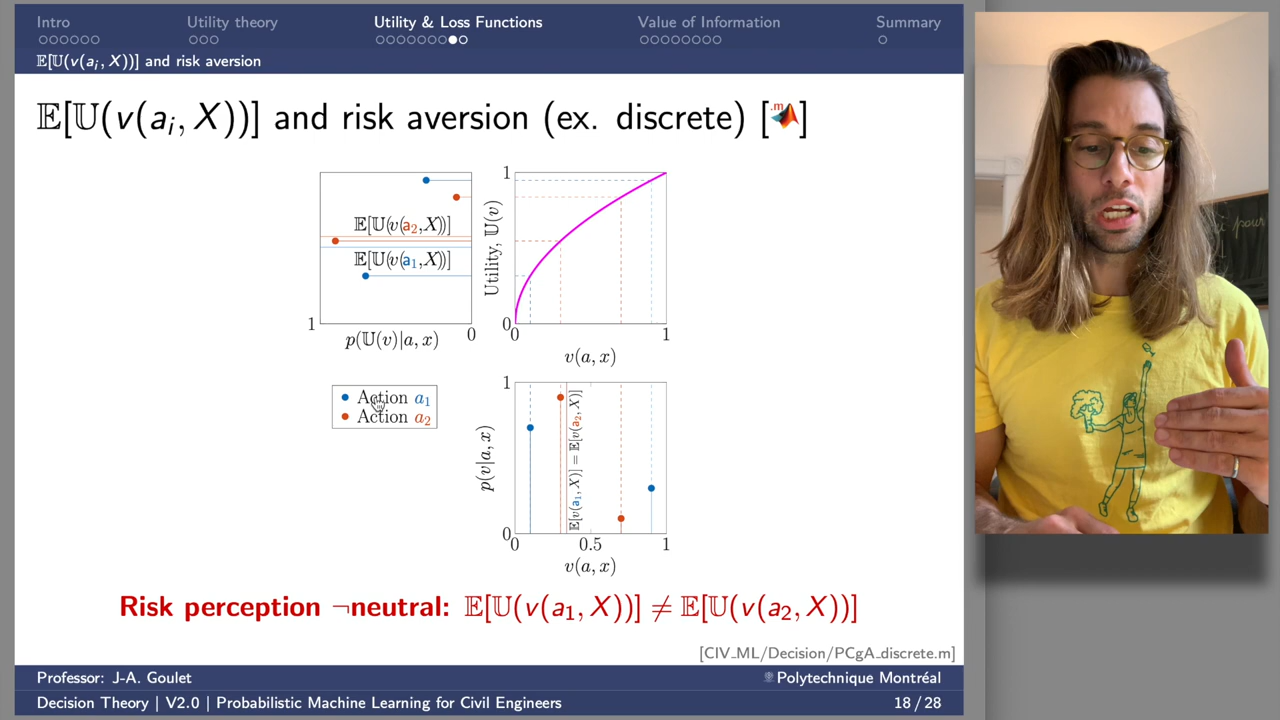 Intro Utility theory Utility & Loss Functions Value of Information Summary
𝔼[𝕌(v(aᵢ, X))] and risk aversion
𝔼[𝕌(v(aᵢ, X))] and risk aversion (ex. discrete) [.m]
𝔼[𝕌(v(a₂,X))]
𝔼[𝕌(v(a₁,X))]
1
0
p(𝕌(v)|a, x)
Utility, 𝕌(v)
1
0
0 1
v(a, x)
Action a₁
Action a₂
p(v|a, x)
1
0
𝔼[v(a₁, X)] = 𝔼[v(a₂, X)]
0 0.5 1
v(a, x)
Risk perception ¬neutral: 𝔼[𝕌(v(a₁, X))] ≠ 𝔼[𝕌(v(a₂, X))]
[CIV_ML/Decision/PCgA_discrete.m]
Professor: J-A. Goulet Polytechnique Montréal
Decision Theory | V2.0 | Probabilistic Machine Learning for Civil Engineers 18 / 28